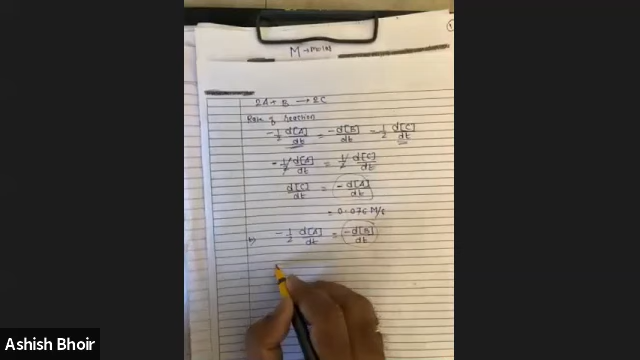 M → molar
2A + B → 2C
Rate of reaction
-1/2 d[A]/dt = -d[B]/dt = 1/2 d[C]/dt
-1/2 d[A]/dt = 1/2 d[C]/dt
d[C]/dt = -d[A]/dt
= 0.076 M/s
b) -1/2 d[A]/dt = -d[B]/dt
Ashish Bhoir